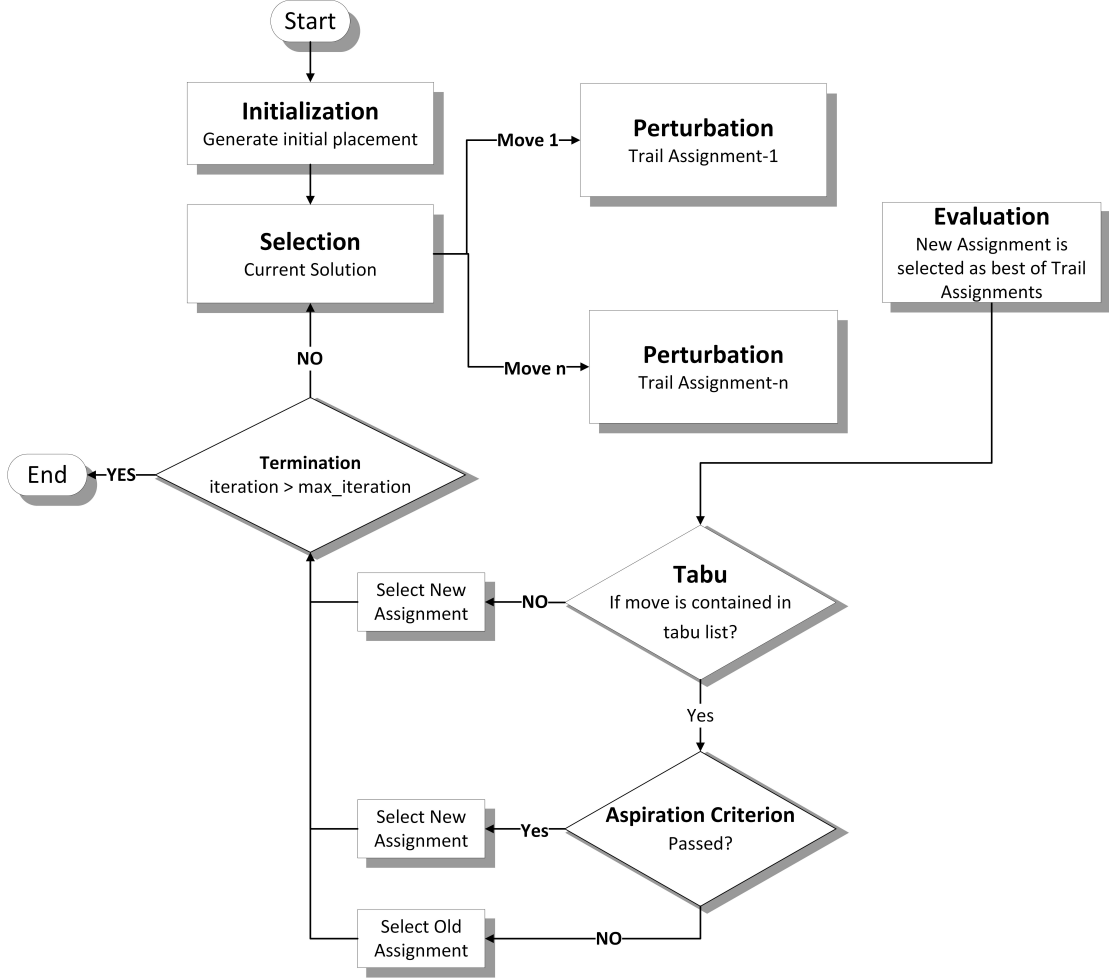 Start
Initialization
Generate initial placement
Move 1
Perturbation
Trail Assignment-1
Selection
Current Solution
Evaluation
New Assignment is
selected as best of Trail
Assignments
NO
Move n
Perturbation
Trail Assignment-n
End
YES
Termination
iteration > max_iteration
Select New
Assignment
NO
Tabu
If move is contained in
tabu list?
Yes
Select New
Assignment
Yes
Aspiration Criterion
Passed?
Select Old
Assignment
NO